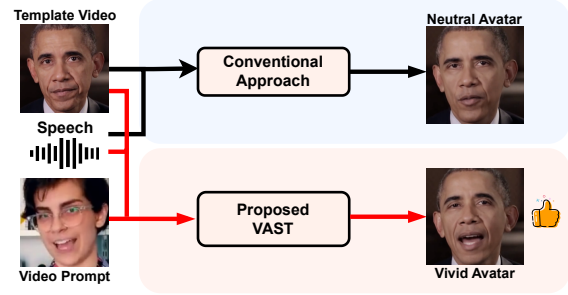 Template Video
Neutral Avatar
Conventional
Approach
Speech
Proposed
VAST
Video Prompt
Vivid Avatar